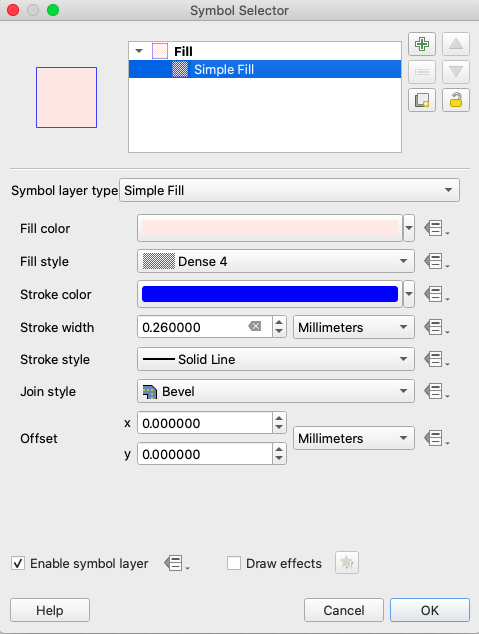 Symbol Selector
Fill
Simple Fill
Symbol layer type Simple Fill
Fill color
Fill style Dense 4
Stroke color
Stroke width 0.260000 Millimeters
Stroke style Solid Line
Join style Bevel
x 0.000000
Offset Millimeters
y 0.000000
Enable symbol layer Draw effects
Help Cancel OK